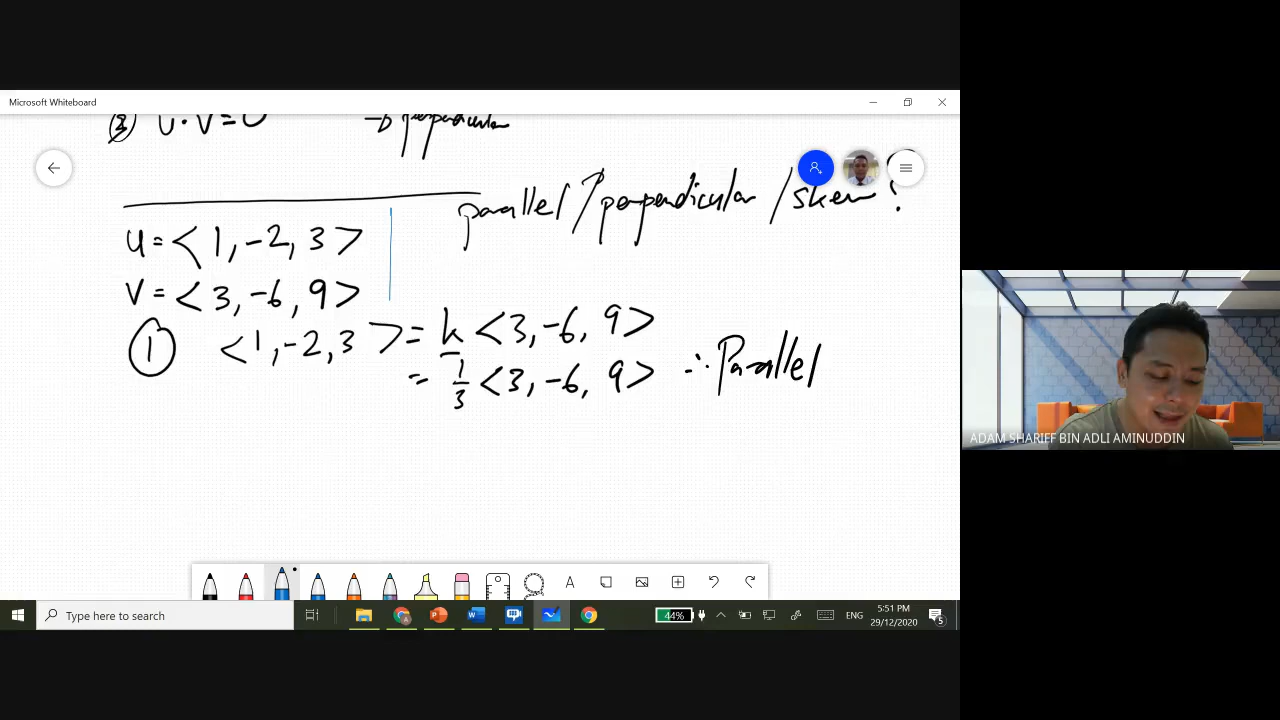 Microsoft Whiteboard
② U · V = 0 → perpendicular
parallel / perpendicular / skew ?
U = < 1, -2, 3 >
V = < 3, -6, 9 >
① < 1, -2, 3 > = k < 3, -6, 9 >
= 1/3 < 3, -6, 9 > ∴ Parallel
ADAM SHARIFF BIN ADLI AMINUDDIN
A
Type here to search
44%
ENG
5:51 PM
29/12/2020
5